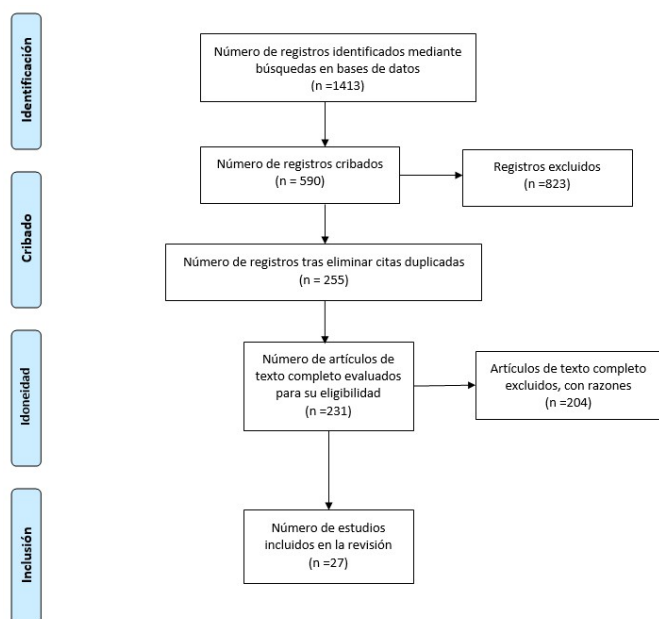 Identificación
Número de registros identificados mediante
búsquedas en bases de datos
(n =1413)
Número de registros cribados
(n = 590)
Registros excluidos
(n =823)
Cribado
Número de registros tras eliminar citas duplicadas
(n = 255)
Idoneidad
Número de artículos de
texto completo evaluados
para su eligibilidad
(n =231)
Artículos de texto completo
excluidos, con razones
(n =204)
Inclusión
Número de estudios
incluidos en la revisión
(n =27)